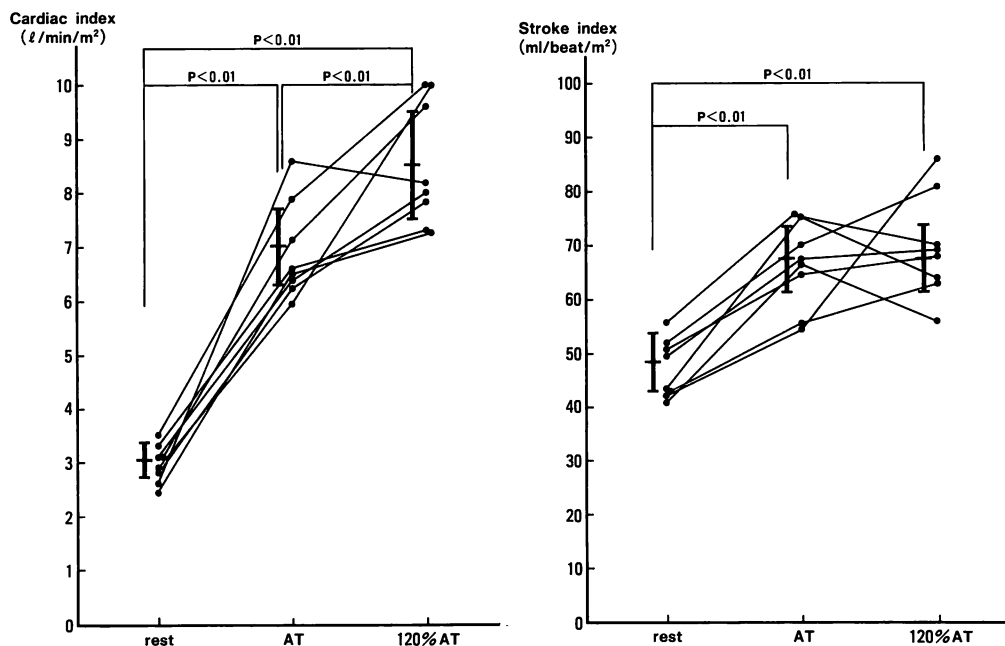 Cardiac index
(ℓ/min/m²)
P<0.01
P<0.01
P<0.01
10
9
8
7
6
5
4
3
2
1
0
rest
AT
120%AT
Stroke index
(ml/beat/m²)
P<0.01
P<0.01
100
90
80
70
60
50
40
30
20
10
0
rest
AT
120%AT